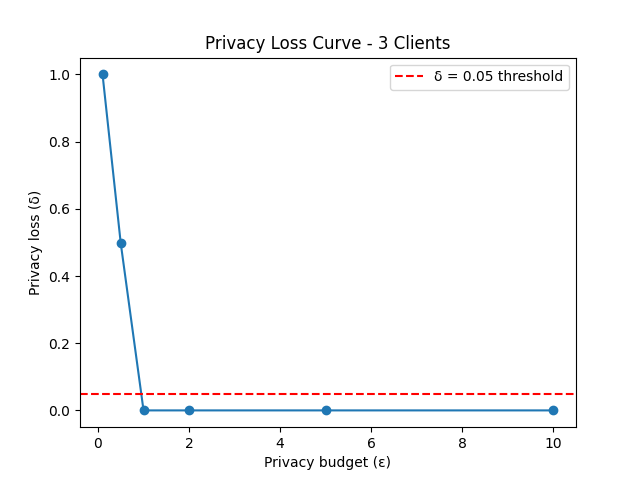 Privacy Loss Curve - 3 Clients
δ = 0.05 threshold
Privacy loss (δ)
1.0
0.8
0.6
0.4
0.2
0.0
0 2 4 6 8 10
Privacy budget (ε)